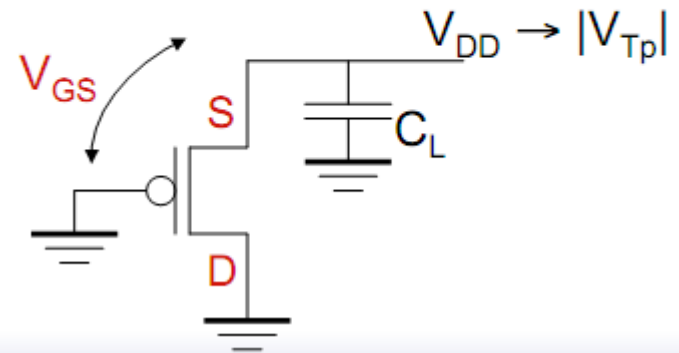 V_DD → |V_Tp|
V_GS
S
C_L
D